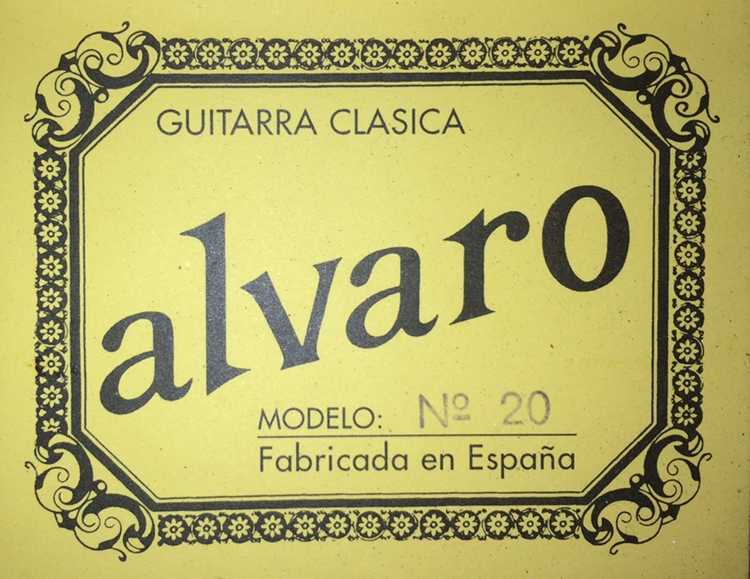 GUITARRA CLASICA
alvaro
MODELO: Nº 20
Fabricada en España